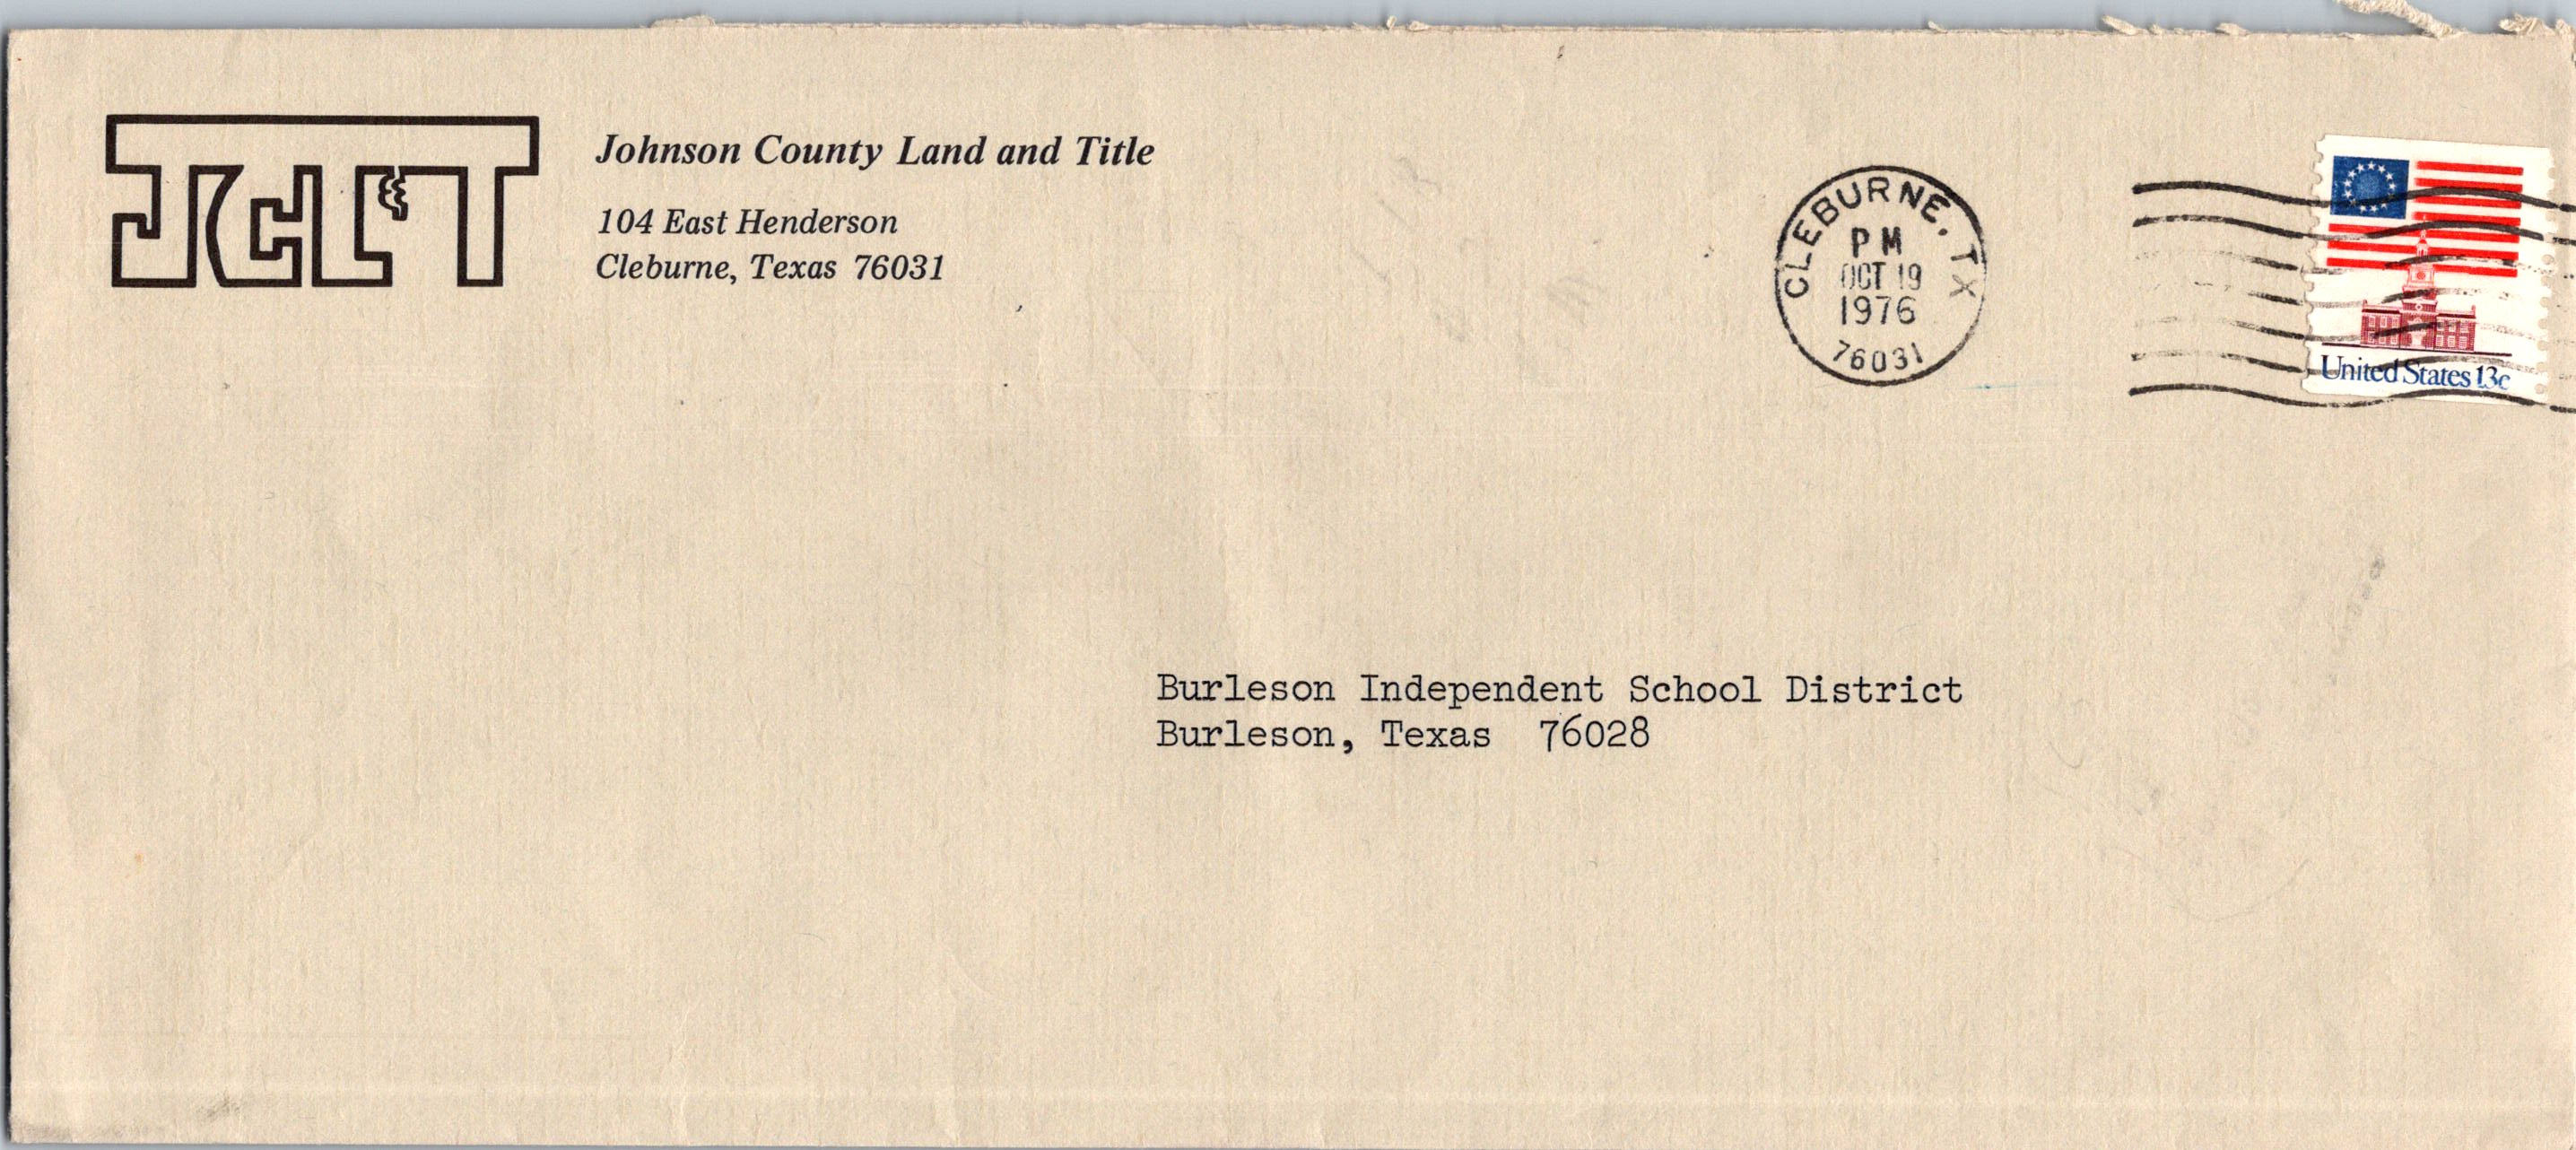 JCL&T
Johnson County Land and Title
104 East Henderson
Cleburne, Texas 76031
CLEBURNE, TX
PM
OCT 19
1976
76031
United States 13c
Burleson Independent School District
Burleson, Texas 76028